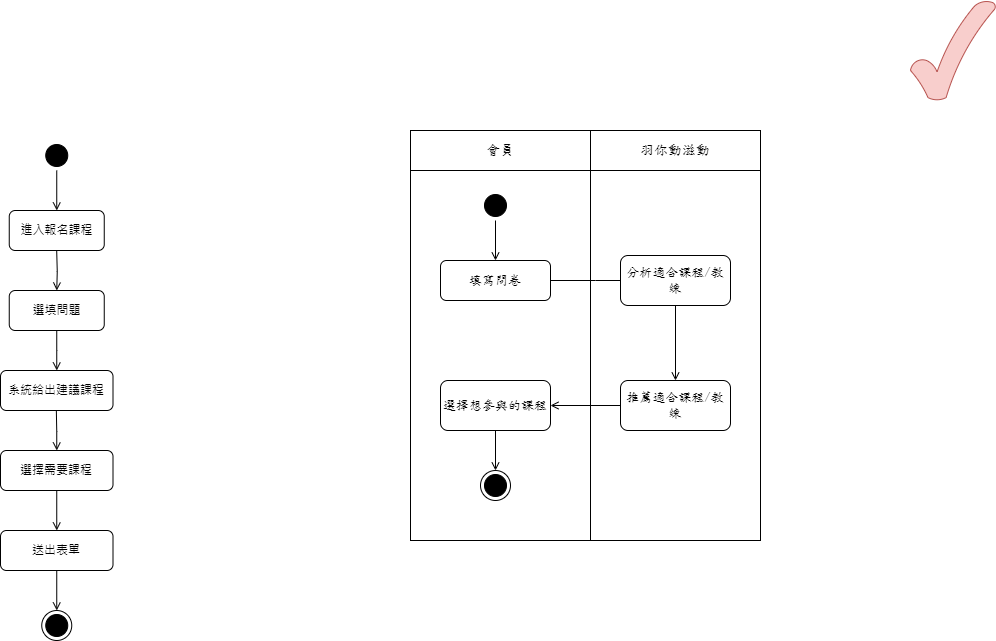 進入報名課程
選填問題
系統給出建議課程
選擇需要課程
送出表單
會員
羽你動滋動
填寫問卷
分析適合課程/教
練
選擇想參與的課程
推薦適合課程/教
練